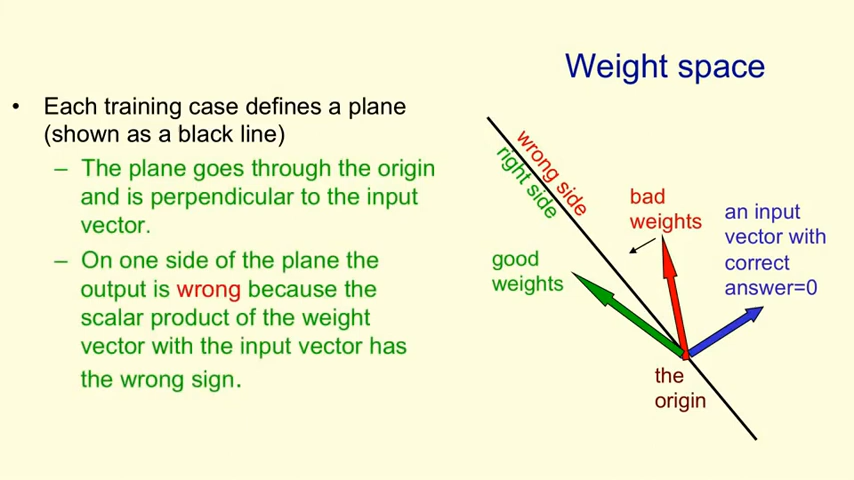 Weight space
• Each training case defines a plane
(shown as a black line)
– The plane goes through the origin
and is perpendicular to the input
vector.
– On one side of the plane the
output is wrong because the
scalar product of the weight
vector with the input vector has
the wrong sign.
wrong side
right side
bad
weights
an input
vector with
correct
answer=0
good
weights
the
origin